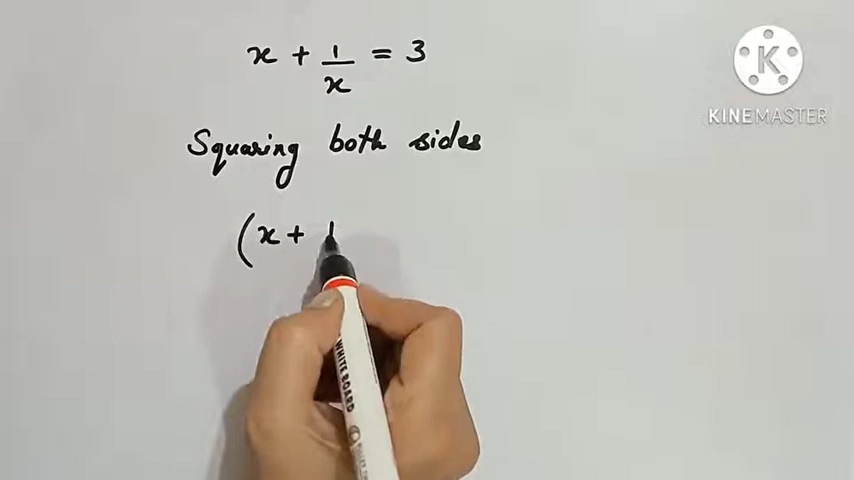 x + 1/x = 3
Squaring both sides
(x + 1
KINEMASTER
WHITE BOARD